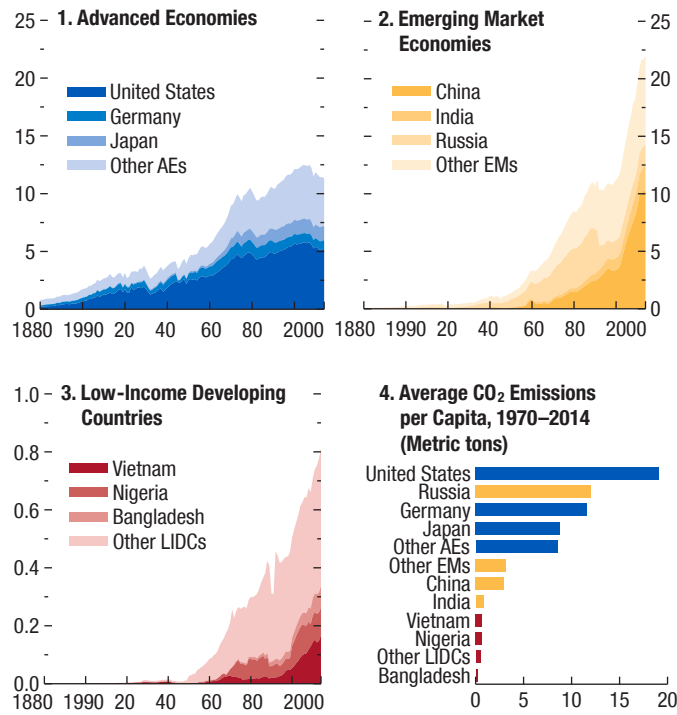 1. Advanced Economies
25
20
15
10
5
0
United States
Germany
Japan
Other AEs
1880 1990 20 40 60 80 2000
2. Emerging Market
Economies
25
20
15
10
5
0
China
India
Russia
Other EMs
1880 1990 20 40 60 80 2000
3. Low-Income Developing
Countries
1.0
0.8
0.6
0.4
0.2
0.0
Vietnam
Nigeria
Bangladesh
Other LIDCs
1880 1990 20 40 60 80 2000
4. Average CO₂ Emissions
per Capita, 1970–2014
(Metric tons)
United States
Russia
Germany
Japan
Other AEs
Other EMs
China
India
Vietnam
Nigeria
Other LIDCs
Bangladesh
0 5 10 15 20